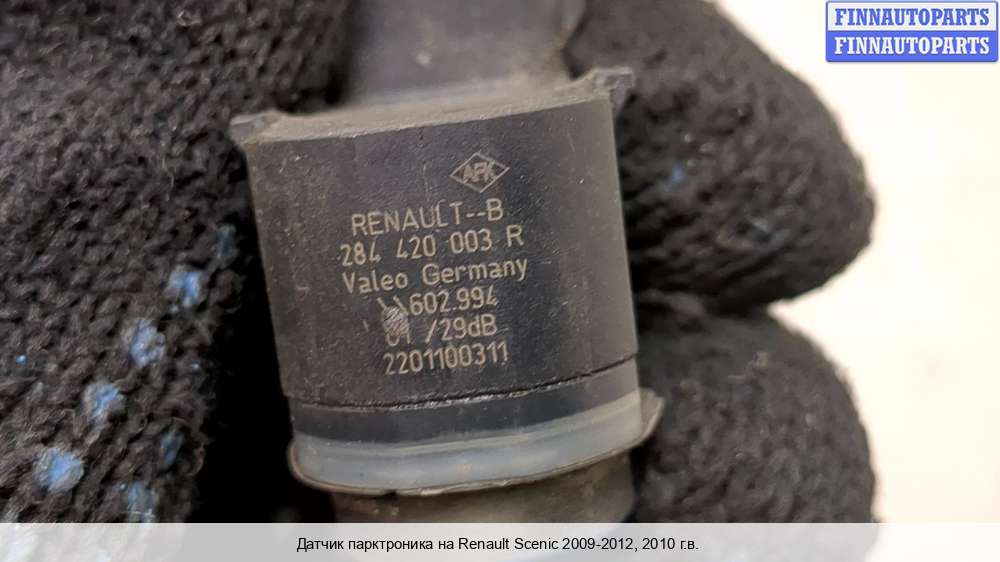 FINNAUTOPARTS
FINNAUTOPARTS
AFK
RENAULT--B
284 420 003 R
Valeo Germany
602.994
/29dB
2201100311
Датчик парктроника на Renault Scenic 2009-2012, 2010 г.в.